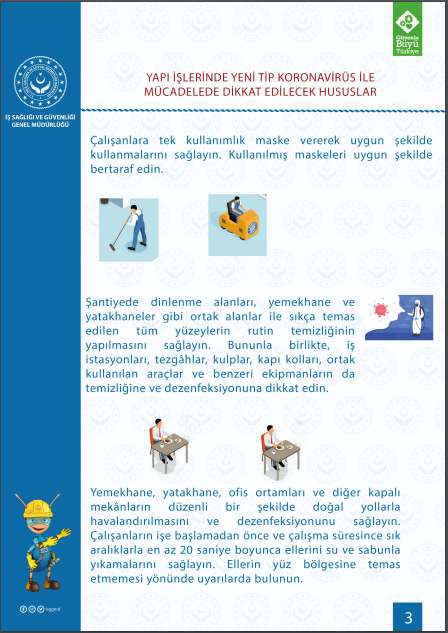 Güvenle
Büyü
Türkiye
İŞ SAĞLIĞI VE GÜVENLİĞİ
GENEL MÜDÜRLÜĞÜ
YAPI İŞLERİNDE YENİ TİP KORONAVİRÜS İLE
MÜCADELEDE DİKKAT EDİLECEK HUSUSLAR
Çalışanlara tek kullanımlık maske vererek uygun şekilde
kullanmalarını sağlayın. Kullanılmış maskeleri uygun şekilde
bertaraf edin.
Şantiyede dinlenme alanları, yemekhane ve
yatakhaneler gibi ortak alanlar ile sıkça temas
edilen tüm yüzeylerin rutin temizliğinin
yapılmasını sağlayın. Bununla birlikte, iş
istasyonları, tezgâhlar, kulplar, kapı kolları, ortak
kullanılan araçlar ve benzeri ekipmanların da
temizliğine ve dezenfeksiyonuna dikkat edin.
Yemekhane, yatakhane, ofis ortamları ve diğer kapalı
mekânların düzenli bir şekilde doğal yollarla
havalandırılmasını ve dezenfeksiyonunu sağlayın.
Çalışanların işe başlamadan önce ve çalışma süresince sık
aralıklarla en az 20 saniye boyunca ellerini su ve sabunla
yıkamalarını sağlayın. Ellerin yüz bölgesine temas
etmemesi yönünde uyarılarda bulunun.
isggmd
3